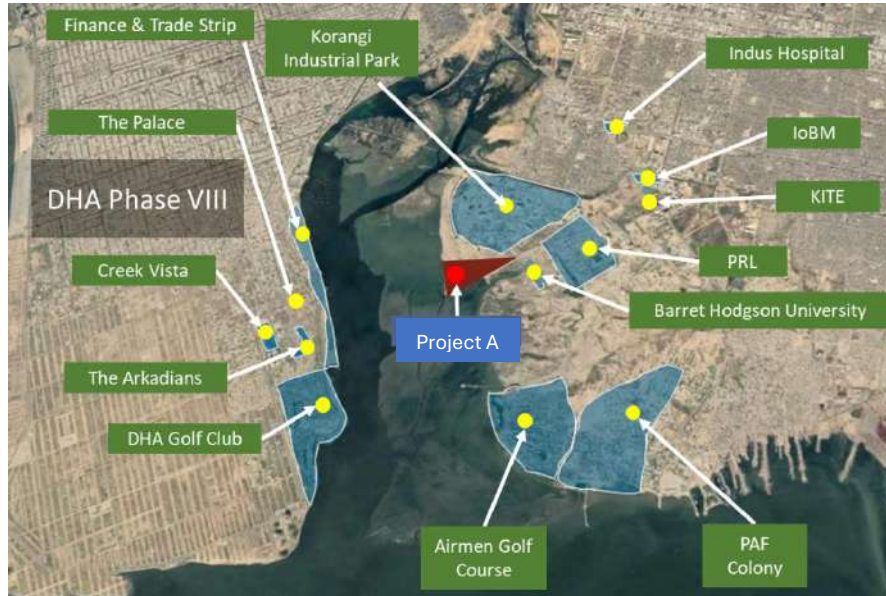 Finance & Trade Strip
Korangi
Industrial Park
Indus Hospital
The Palace
IoBM
DHA Phase VIII
KITE
Creek Vista
PRL
Barret Hodgson University
Project A
The Arkadians
DHA Golf Club
Airmen Golf
Course
PAF
Colony